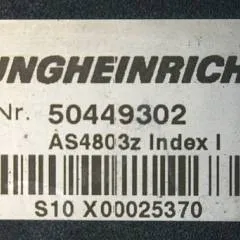 UNGHEINRICH
Nr. 50449302
AS4803z Index I
S10 X00025370